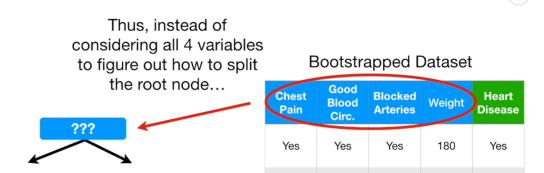 Thus, instead of
considering all 4 variables
to figure out how to split
the root node…
???
Bootstrapped Dataset
Chest Pain
Good Blood Circ.
Blocked Arteries
Weight
Heart Disease
Yes
Yes
Yes
180
Yes